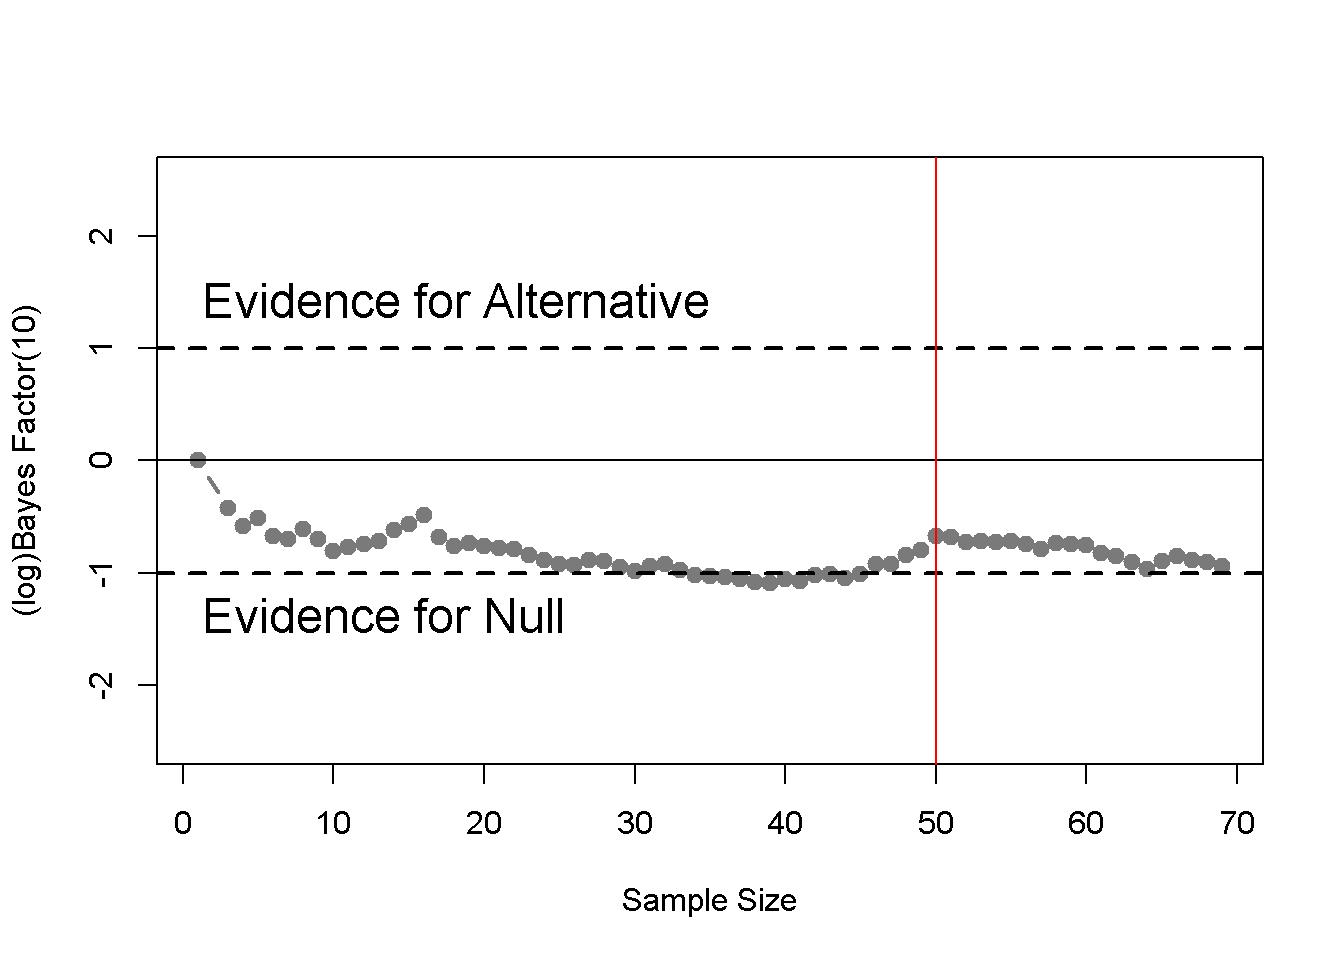 2
Evidence for Alternative
1
(log)Bayes Factor(10)
0
-1
Evidence for Null
-2
0 10 20 30 40 50 60 70
Sample Size